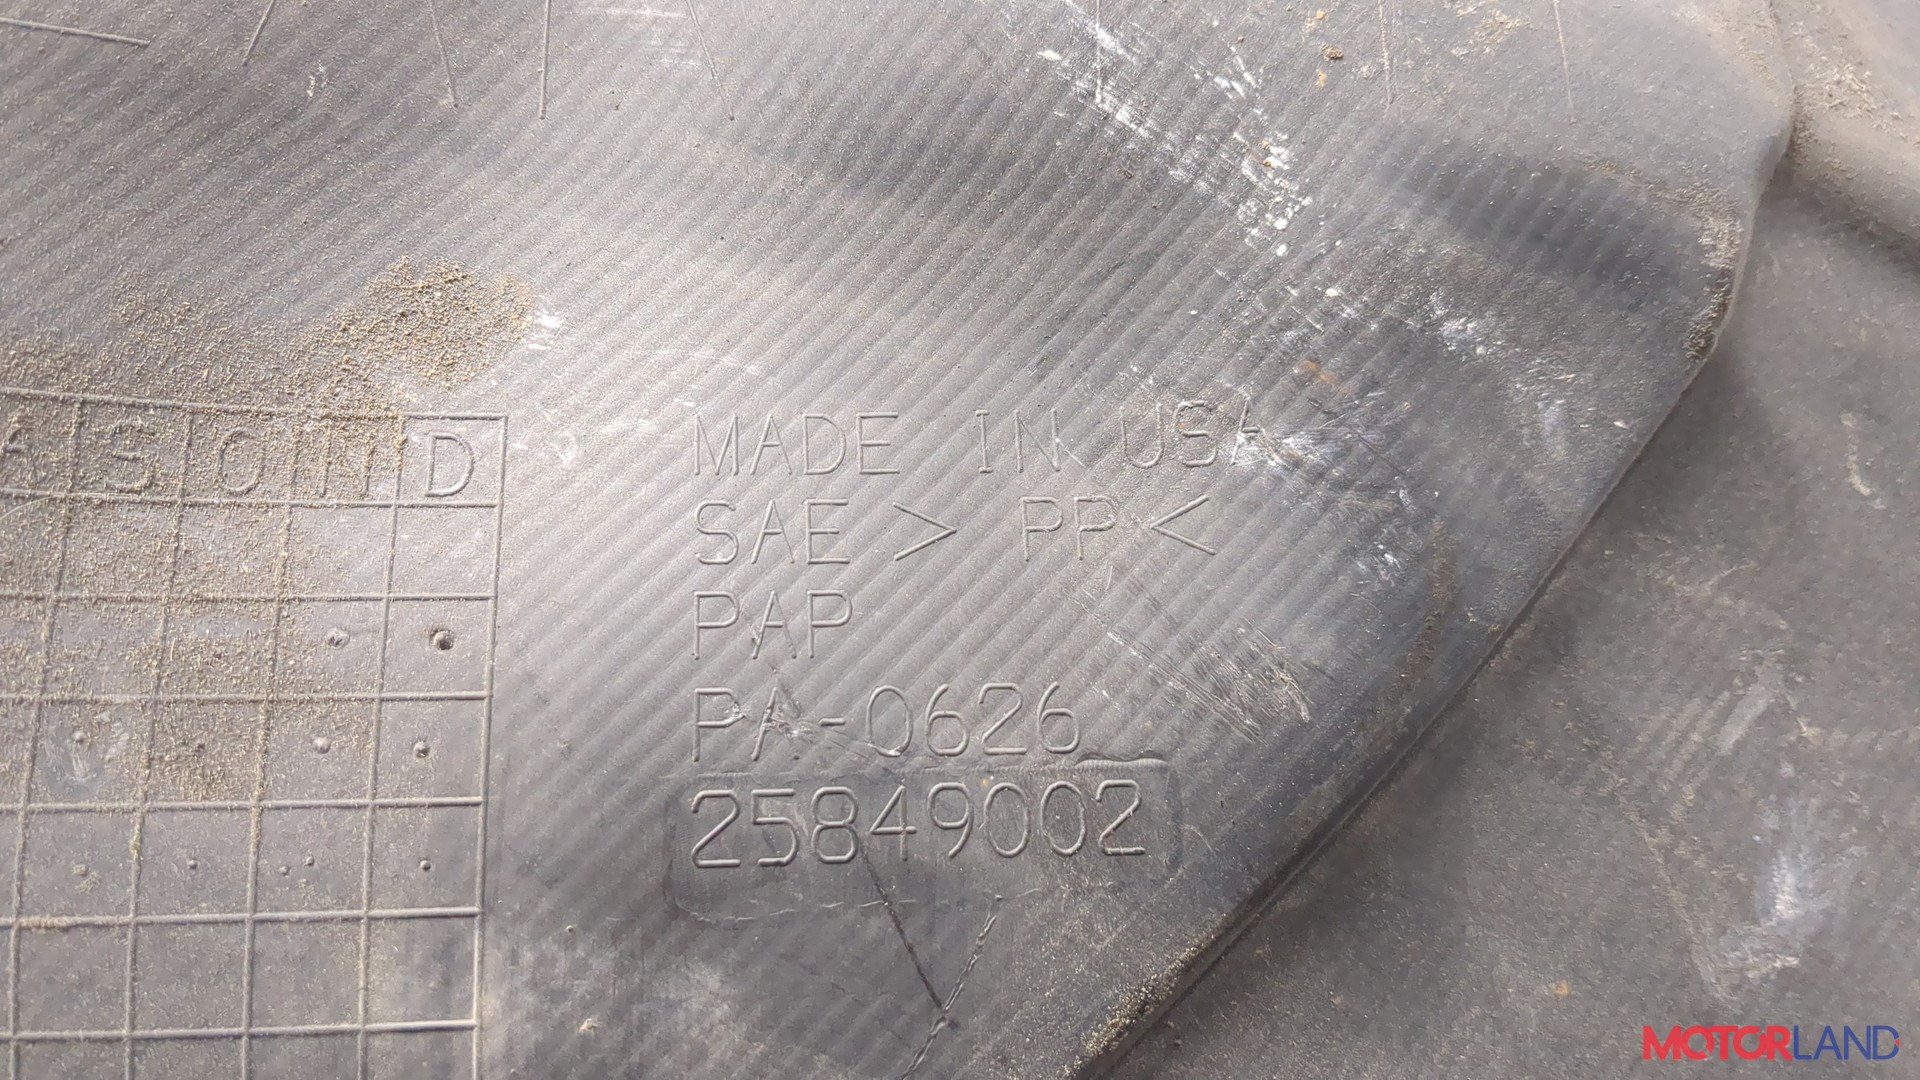 A S O N D
MADE IN USA
SAE > PP <
PAP
PA-0626
25849002
MOTORLAND